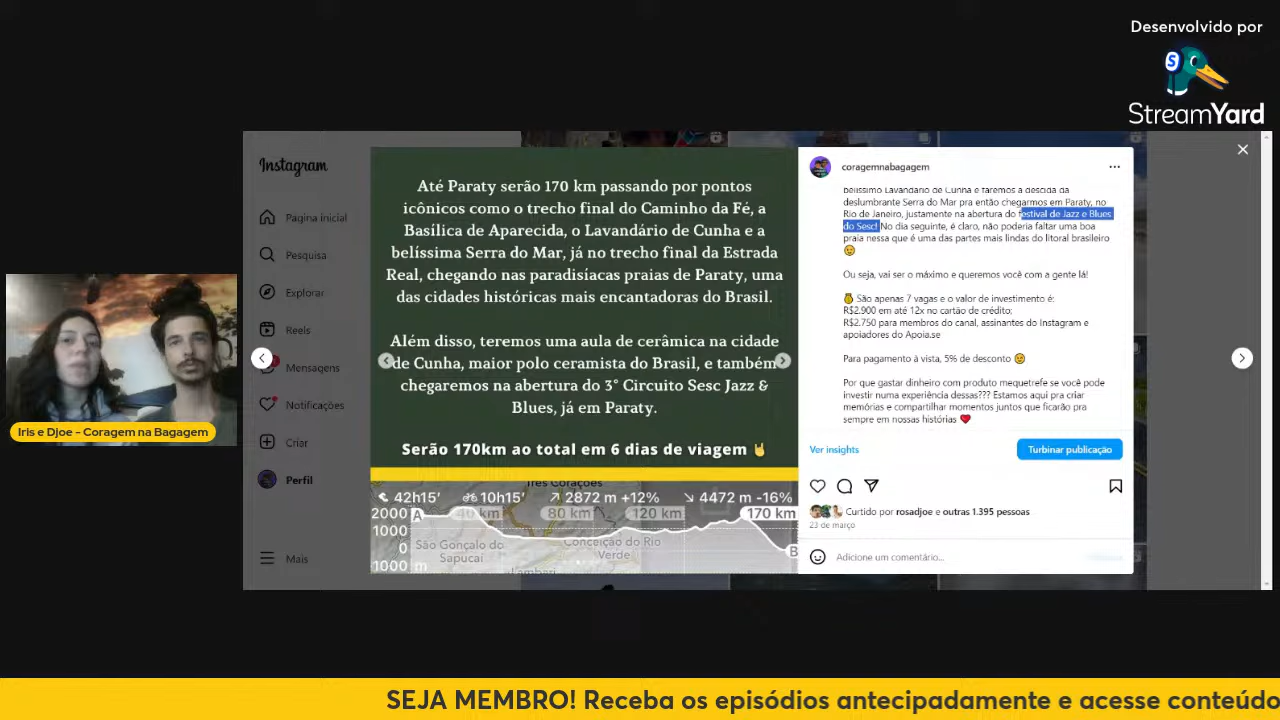 Desenvolvido por
StreamYard
Instagram
Página inicial
Pesquisa
Explorar
Reels
Mensagens
Notificações
Criar
Perfil
Mais
Iris e Djoe - Coragem na Bagagem
Até Paraty serão 170 km passando por pontos
icônicos como o trecho final do Caminho da Fé, a
Basílica de Aparecida, o Lavandário de Cunha e a
belíssima Serra do Mar, já no trecho final da Estrada
Real, chegando nas paradisíacas praias de Paraty, uma
das cidades históricas mais encantadoras do Brasil.
Além disso, teremos uma aula de cerâmica na cidade
de Cunha, maior polo ceramista do Brasil, e também
chegaremos na abertura do 3° Circuito Sesc Jazz &
Blues, já em Paraty.
Serão 170km ao total em 6 dias de viagem 🤘
Três Corações
42h15' 10h15' 2872 m +12% 4472 m -16%
2000 A 40 km 80 km 120 km 170 km
1000
0 São Gonçalo do Sapucaí Conceição do Rio Verde B
1000 m
coragemnabagagem
belíssimo Lavandário de Cunha e faremos a descida da
deslumbrante Serra do Mar pra então chegarmos em Paraty, no
Rio de Janeiro, justamente na abertura do festival de Jazz e Blues
do Sesc! No dia seguinte, é claro, não poderia faltar uma boa
praia nessa que é uma das partes mais lindas do litoral brasileiro
😉
Ou seja, vai ser o máximo e queremos você com a gente lá!
💰 São apenas 7 vagas e o valor de investimento é:
R$2.900 em até 12x no cartão de crédito;
R$2.750 para membros do canal, assinantes do Instagram e
apoiadores do Apoia.se
Para pagamento à vista, 5% de desconto 😉
Por que gastar dinheiro com produto mequetrefe se você pode
investir numa experiência dessas??? Estamos aqui pra criar
memórias e compartilhar momentos juntos que ficarão pra
sempre em nossas histórias ❤️
Ver insights
Turbinar publicação
Curtido por rosadjoe e outras 1.395 pessoas
23 de março
Adicione um comentário...
SEJA MEMBRO! Receba os episódios antecipadamente e acesse conteúdo